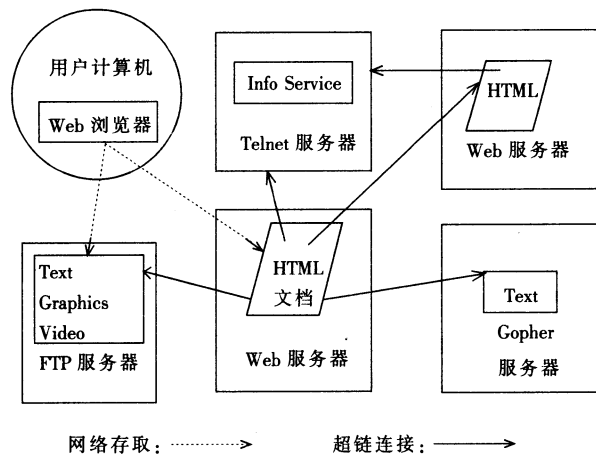 用户计算机
Web 浏览器
Info Service
Telnet 服务器
HTML
Web 服务器
Text
Graphics
Video
FTP 服务器
HTML
文档
Web 服务器
Text
Gopher
服务器
网络存取:
超链连接: